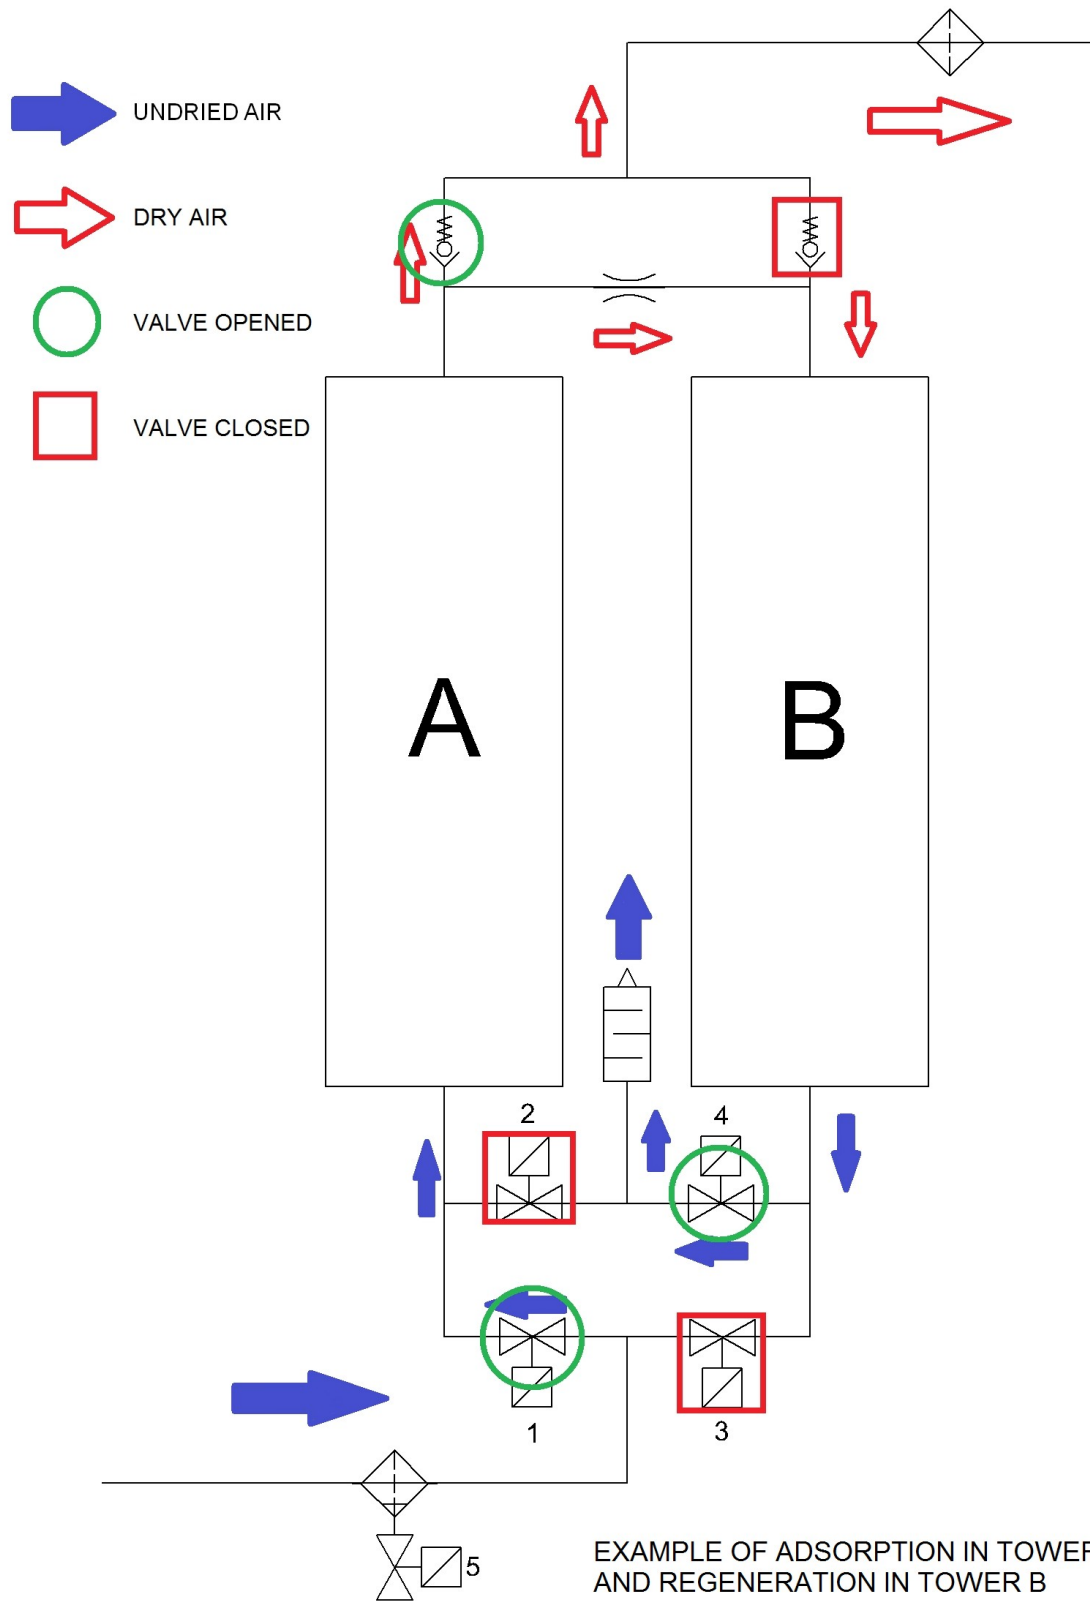 UNDRIED AIR
DRY AIR
VALVE OPENED
VALVE CLOSED
A
B
2
4
1
3
5
EXAMPLE OF ADSORPTION IN TOWER
AND REGENERATION IN TOWER B